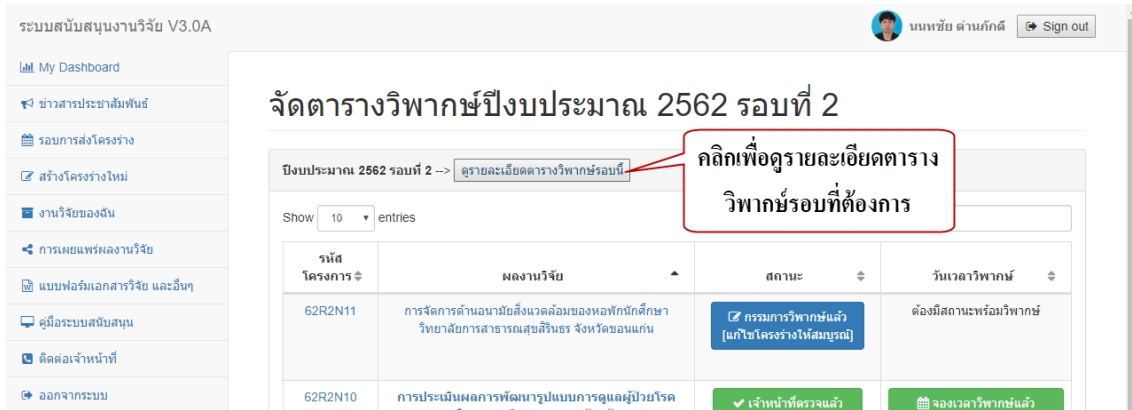 ระบบสนับสนุนงานวิจัย V3.0A
นนทชัย ด่านภักดี
Sign out
My Dashboard
ข่าวสารประชาสัมพันธ์
รอบการส่งโครงร่าง
สร้างโครงร่างใหม่
งานวิจัยของฉัน
การเผยแพร่ผลงานวิจัย
แบบฟอร์มเอกสารวิจัย และอื่นๆ
คู่มือระบบสนับสนุน
ติดต่อเจ้าหน้าที่
ออกจากระบบ
จัดตารางวิพากษ์ปีงบประมาณ 2562 รอบที่ 2
ปีงบประมาณ 2562 รอบที่ 2 --> ดูรายละเอียดตารางวิพากษ์รอบนี้
คลิกเพื่อดูรายละเอียดตาราง
วิพากษ์รอบที่ต้องการ
Show 10 entries
รหัส
โครงการ
ผลงานวิจัย
สถานะ
วันเวลาวิพากษ์
62R2N11
การจัดการด้านอนามัยสิ่งแวดล้อมของหอพักนักศึกษา
วิทยาลัยการสาธารณสุขสิรินธร จังหวัดขอนแก่น
กรรมการวิพากษ์แล้ว
[แก้ไขโครงร่างให้สมบูรณ์]
ต้องมีสถานะพร้อมวิพากษ์
62R2N10
การประเมินผลการพัฒนารูปแบบการดูแลผู้ป่วยโรค
เจ้าหน้าที่ตรวจแล้ว
จองเวลาวิพากษ์แล้ว